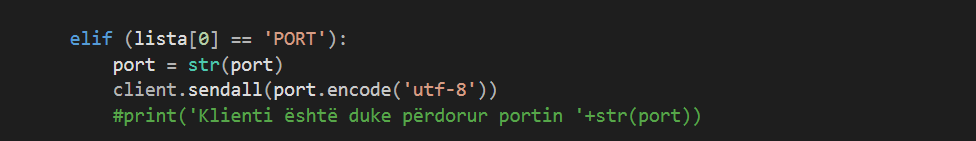 elif (lista[0] == 'PORT'):
port = str(port)
client.sendall(port.encode('utf-8'))
#print('Klienti është duke përdorur portin '+str(port))